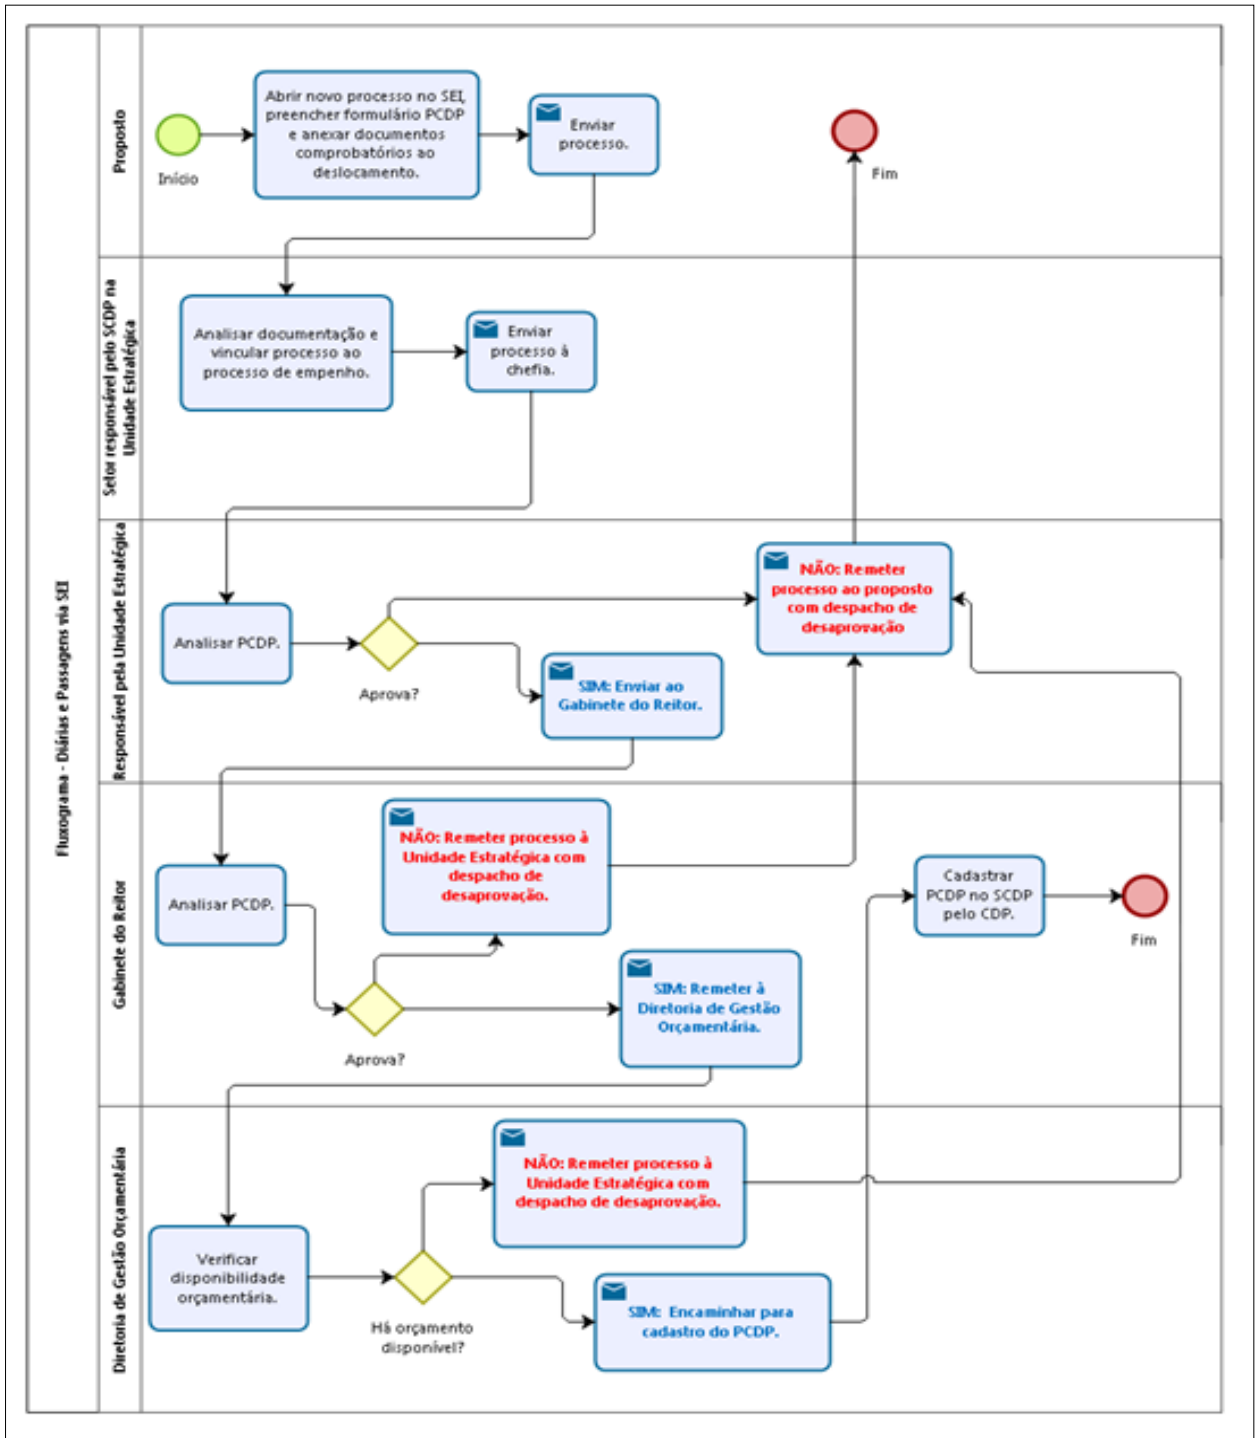 Fluxograma - Diárias e Passagens via SEI
Proposto
Início
Abrir novo processo no SEI,
preencher formulário PCDP
e anexar documentos
comprobatórios ao
deslocamento.
Enviar
processo.
Fim
Setor responsável pelo SCDP na
Unidade Estratégica
Analisar documentação e
vincular processo ao
processo de empenho.
Enviar
processo à
chefia.
Responsável pela Unidade Estratégica
Analisar PCDP.
Aprova?
NÃO: Remeter
processo ao proposto
com despacho de
desaprovação
SIM: Enviar ao
Gabinete do Reitor.
Gabinete do Reitor
Analisar PCDP.
Aprova?
NÃO: Remeter processo à
Unidade Estratégica com
despacho de
desaprovação.
SIM: Remeter à
Diretoria de Gestão
Orçamentária.
Cadastrar
PCDP no SCDP
pelo CDP.
Fim
Diretoria de Gestão Orçamentária
Verificar
disponibilidade
orçamentária.
Há orçamento
disponível?
NÃO: Remeter processo à
Unidade Estratégica com
despacho de desaprovação.
SIM: Encaminhar para
cadastro do PCDP.